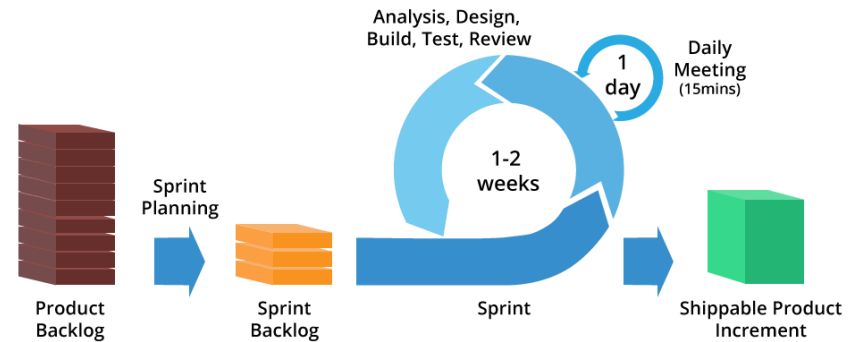 Analysis, Design,
Build, Test, Review
1
day
Daily
Meeting
(15mins)
1-2
weeks
Sprint
Planning
Product
Backlog
Sprint
Backlog
Sprint
Shippable Product
Increment